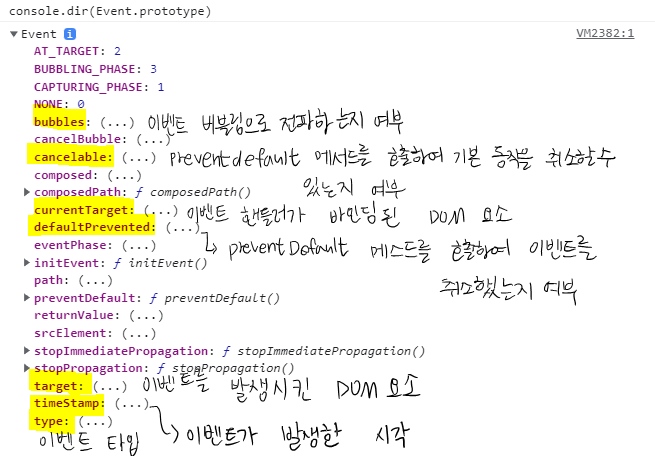 console.dir(Event.prototype)
Event i VM2382:1
AT_TARGET: 2
BUBBLING_PHASE: 3
CAPTURING_PHASE: 1
NONE: 0
bubbles: (...) 이벤트 버블링으로 전파하는지 여부
cancelBubble: (...)
cancelable: (...) preventdefault 메서드를 호출하여 기본 동작을 취소할 수
composed: (...)
composedPath: ƒ composedPath() 있는지 여부
currentTarget: (...) 이벤트 핸들러가 바인딩된 DOM 요소
defaultPrevented: (...)
eventPhase: (...) preventDefault 메서드를 호출하여 이벤트를
initEvent: ƒ initEvent()
path: (...) 취소했는지 여부
preventDefault: ƒ preventDefault()
returnValue: (...)
srcElement: (...)
stopImmediatePropagation: ƒ stopImmediatePropagation()
stopPropagation: ƒ stopPropagation()
target: (...) 이벤트를 발생시킨 DOM 요소
timeStamp: (...)
type: (...) 이벤트가 발생한 시각
이벤트 타입